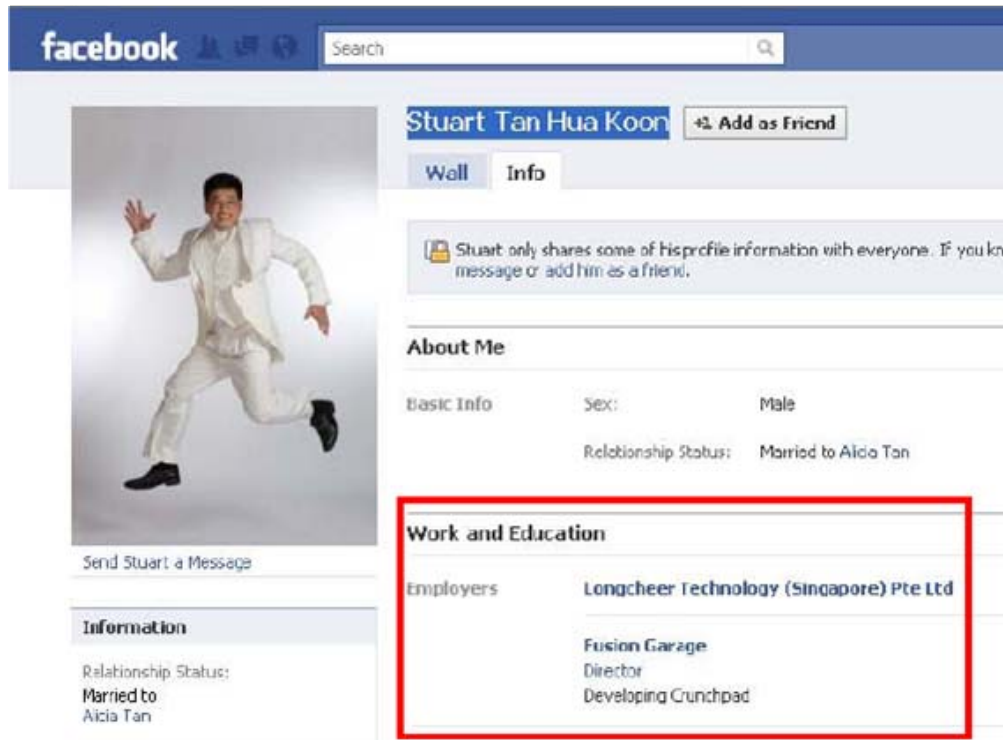 facebook
Search
Stuart Tan Hua Koon
+1 Add as Friend
Wall Info
Stuart only shares some of his profile information with everyone. If you kn
message or add him as a friend.
About Me
Basic Info Sex: Male
Relationship Status: Married to Alicia Tan
Work and Education
Employers Longcheer Technology (Singapore) Pte Ltd
Fusion Garage
Director
Developing Crunchpad
Send Stuart a Message
Information
Relationship Status:
Married to
Alicia Tan